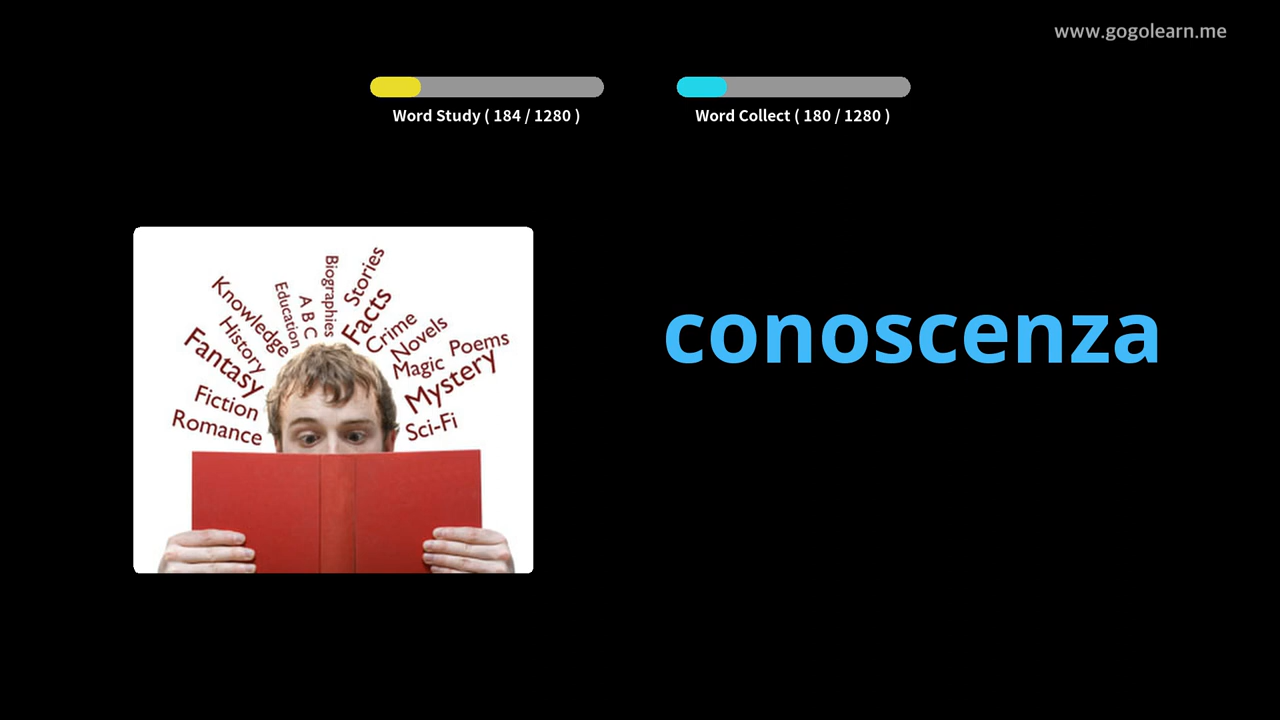 www.gogolearn.me
Word Study ( 184 / 1280 )
Word Collect ( 180 / 1280 )
Knowledge
Education
A B C
Biographies
Stories
Facts
History
Crime
Novels
Fantasy
Magic
Poems
Mystery
Fiction
Romance
Sci-Fi
conoscenza